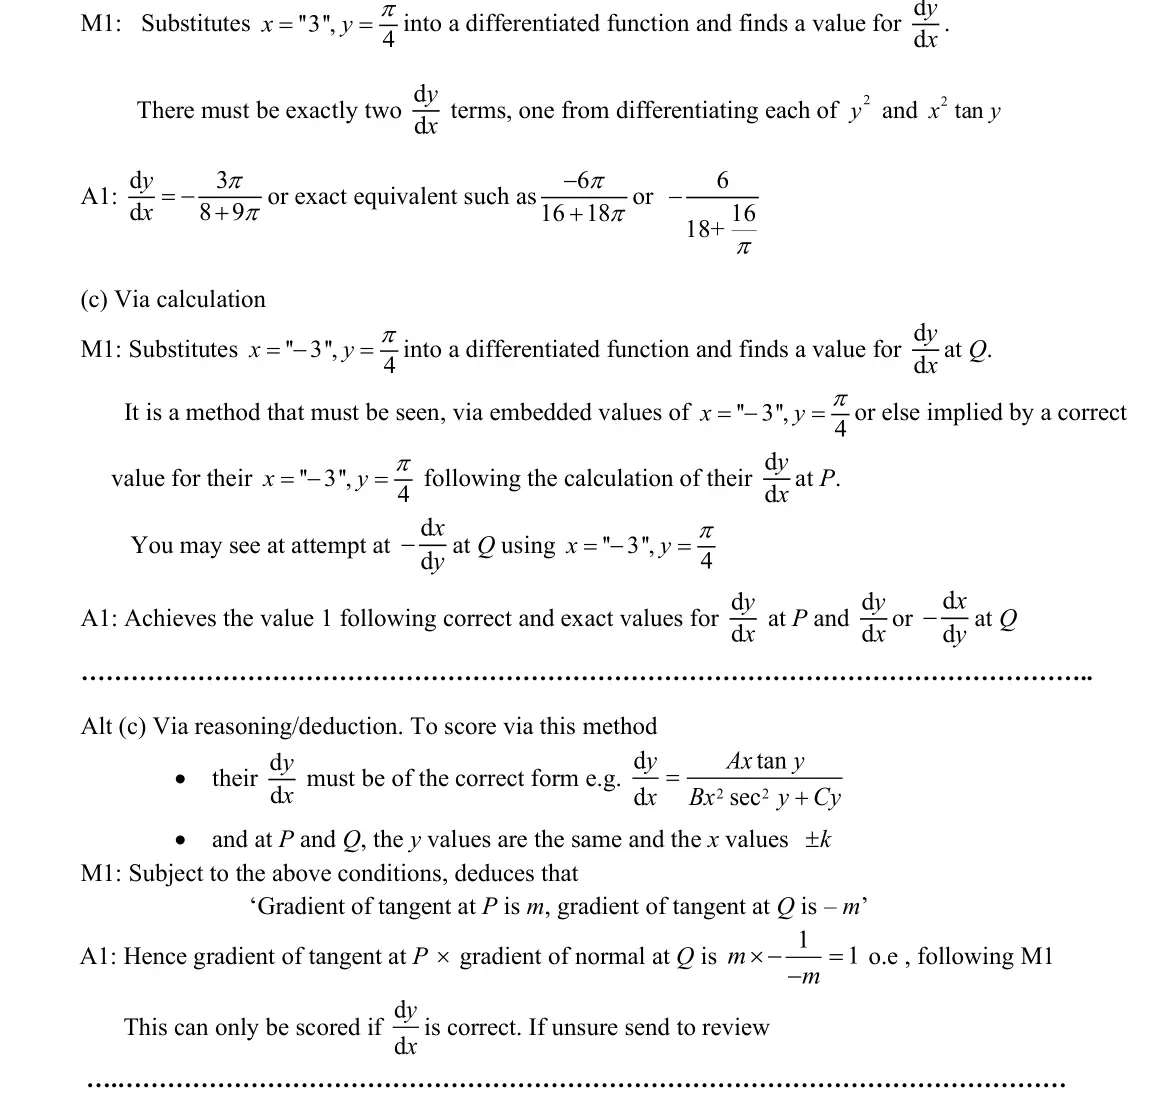 M1: Substitutes x = "3", y = π/4 into a differentiated function and finds a value for dy/dx .
There must be exactly two dy/dx terms, one from differentiating each of y² and x² tan y
A1: dy/dx = − 3π/(8+9π) or exact equivalent such as −6π/(16+18π) or − 6/(18+ 16/π)
(c) Via calculation
M1: Substitutes x = "−3", y = π/4 into a differentiated function and finds a value for dy/dx at Q.
It is a method that must be seen, via embedded values of x = "−3", y = π/4 or else implied by a correct
value for their x = "−3", y = π/4 following the calculation of their dy/dx at P.
You may see at attempt at − dx/dy at Q using x = "−3", y = π/4
A1: Achieves the value 1 following correct and exact values for dy/dx at P and dy/dx or − dx/dy at Q
…………………………………………………………………………………………………………..
Alt (c) Via reasoning/deduction. To score via this method
• their dy/dx must be of the correct form e.g. dy/dx = Ax tan y/(Bx² sec² y + Cy)
• and at P and Q, the y values are the same and the x values ±k
M1: Subject to the above conditions, deduces that
‘Gradient of tangent at P is m, gradient of tangent at Q is – m’
A1: Hence gradient of tangent at P × gradient of normal at Q is m × − 1/−m = 1 o.e , following M1
This can only be scored if dy/dx is correct. If unsure send to review
….……………………………………………………………………………………………………